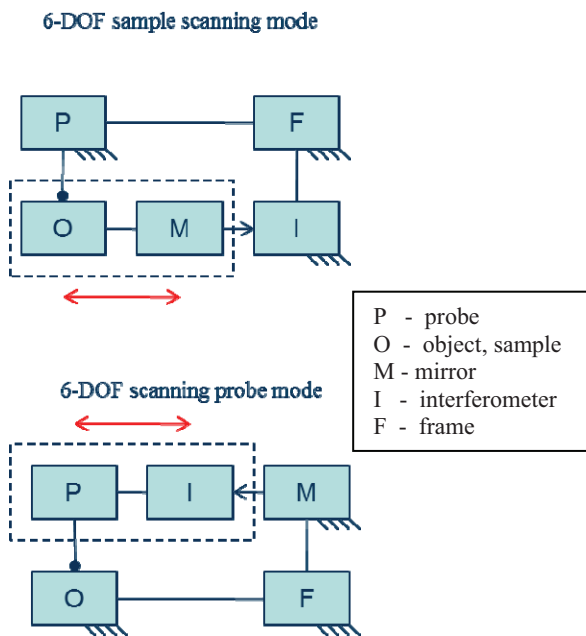 6-DOF sample scanning mode
P
F
O
M
I
P - probe
O - object, sample
M - mirror
I - interferometer
F - frame
6-DOF scanning probe mode
P
I
M
O
F